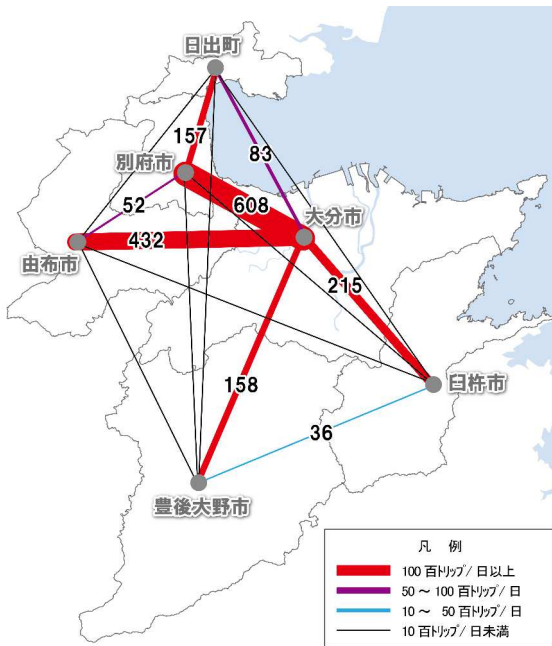 日出町
157
83
別府市
52
608
大分市
432
由布市
215
158
臼杵市
36
豊後大野市
凡 例
100 百トリップ/ 日以上
50 ～ 100 百トリップ/ 日
10 ～ 50 百トリップ/ 日
10 百トリップ/ 日未満